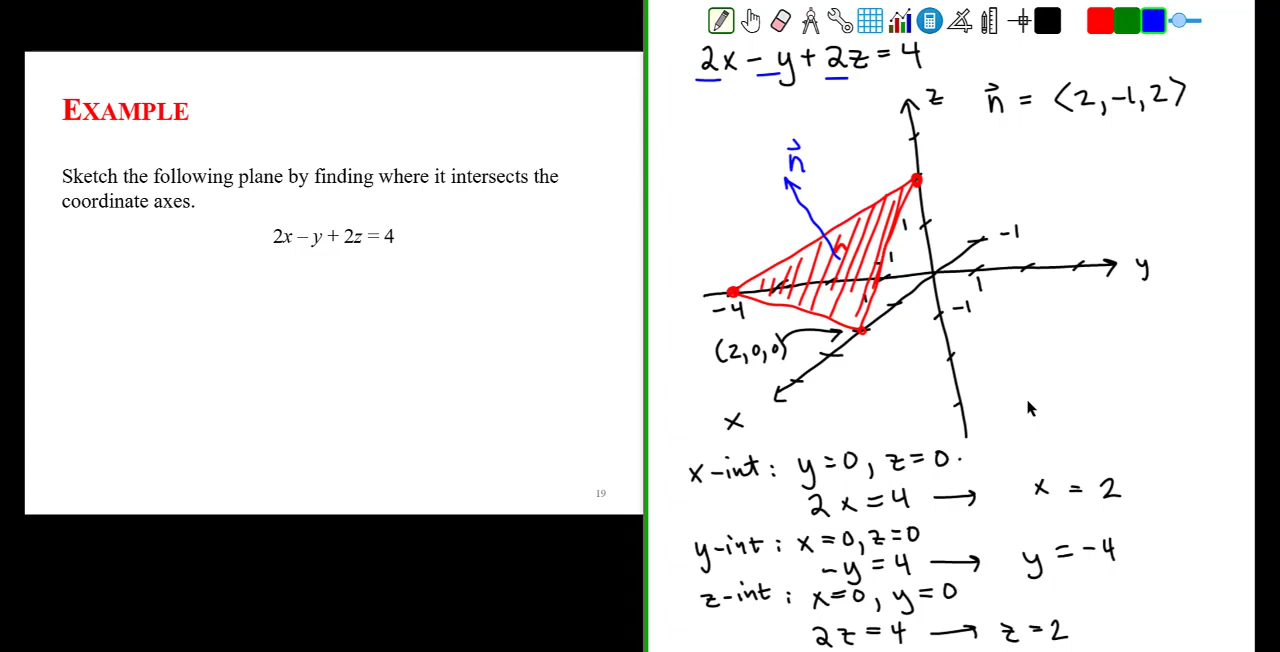 EXAMPLE
Sketch the following plane by finding where it intersects the
coordinate axes.
2x – y + 2z = 4
19
2x - y + 2z = 4
z
n⃗ = ⟨2, -1, 2⟩
n⃗
1
-1
1
y
1
1
-4
-1
(2,0,0)
x
x-int : y=0, z=0.
2x=4 → x = 2
y-int : x=0, z=0
-y=4 → y=-4
z-int : x=0, y=0
2z=4 → z=2